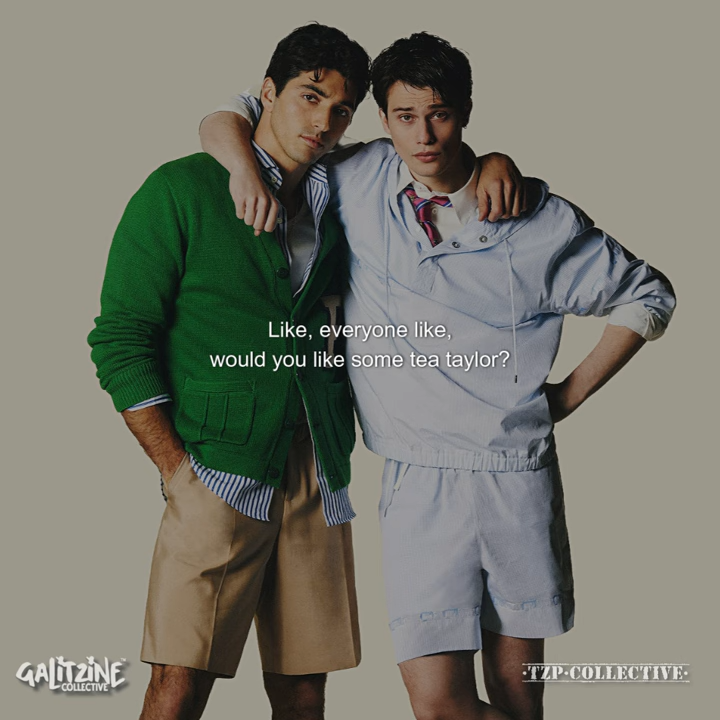 Like, everyone like,
would you like some tea taylor?
GALITZINE
COLLECTIVE
·TZP·COLLECTIVE·